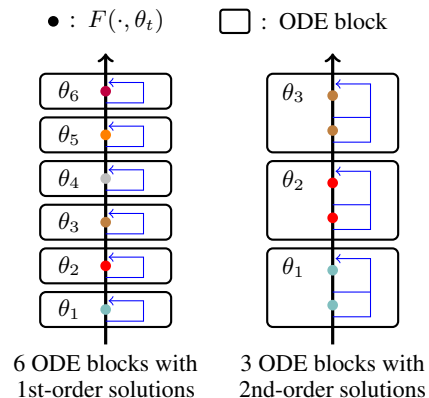 ● : F(·, θₜ)
: ODE block
θ₆
θ₅
θ₄
θ₃
θ₂
θ₁
6 ODE blocks with
1st-order solutions
θ₃
θ₂
θ₁
3 ODE blocks with
2nd-order solutions